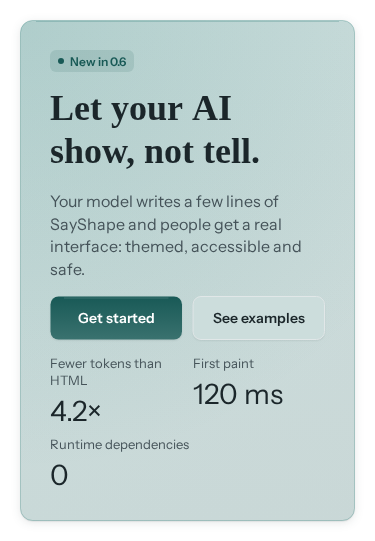 New in 0.6
Let your AI
show, not tell.
Your model writes a few lines of
SayShape and people get a real
interface: themed, accessible and
safe.
Get started
See examples
Fewer tokens than
HTML
4.2×
First paint
120 ms
Runtime dependencies
0